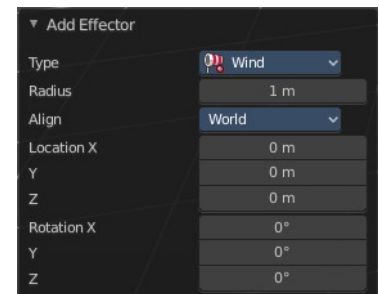 Add Effector
Type Wind
Radius 1 m
Align World
Location X 0 m
Y 0 m
Z 0 m
Rotation X 0°
Y 0°
Z 0°